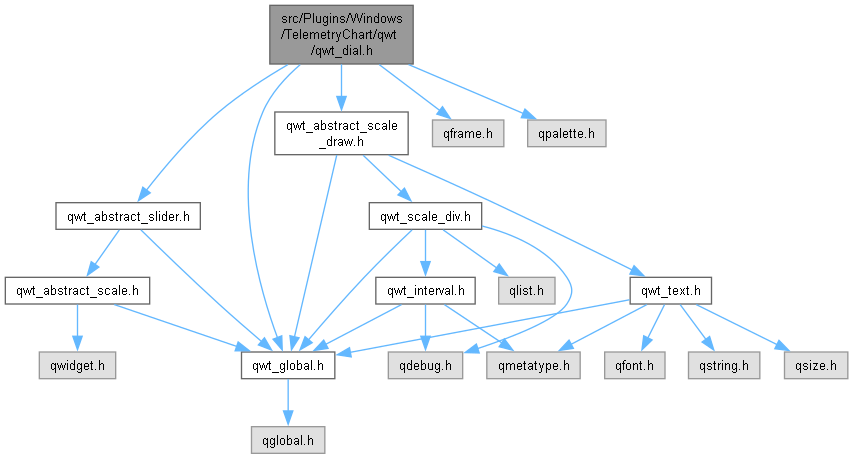 src/Plugins/Windows
/TelemetryChart/qwt
/qwt_dial.h
qwt_abstract_scale
_draw.h
qframe.h
qpalette.h
qwt_abstract_slider.h
qwt_scale_div.h
qwt_abstract_scale.h
qwt_interval.h
qlist.h
qwt_text.h
qwidget.h
qwt_global.h
qdebug.h
qmetatype.h
qfont.h
qstring.h
qsize.h
qglobal.h